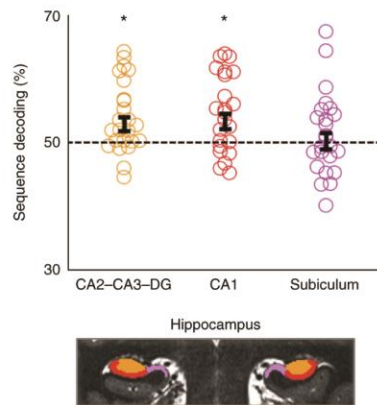 * *
70
50
30
Sequence decoding (%)
CA2–CA3–DG CA1 Subiculum
Hippocampus